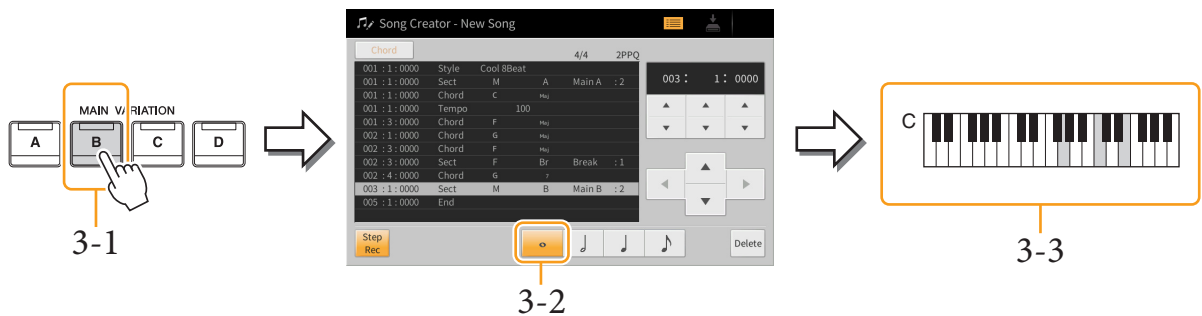 MAIN VARIATION
A B C D
3-1
Song Creator - New Song
Chord 4/4 2PPQ
001 : 1 : 0000 Style Cool 8Beat
001 : 1 : 0000 Sect M A Main A : 2
001 : 1 : 0000 Chord C Maj
001 : 1 : 0000 Tempo 100
001 : 3 : 0000 Chord F Maj
002 : 1 : 0000 Chord G Maj
002 : 3 : 0000 Chord F Maj
002 : 3 : 0000 Sect F Br Break : 1
002 : 4 : 0000 Chord G 7
003 : 1 : 0000 Sect M B Main B : 2
005 : 1 : 0000 End
003 : 1 : 0000
Step
Rec
Delete
3-2
C
3-3